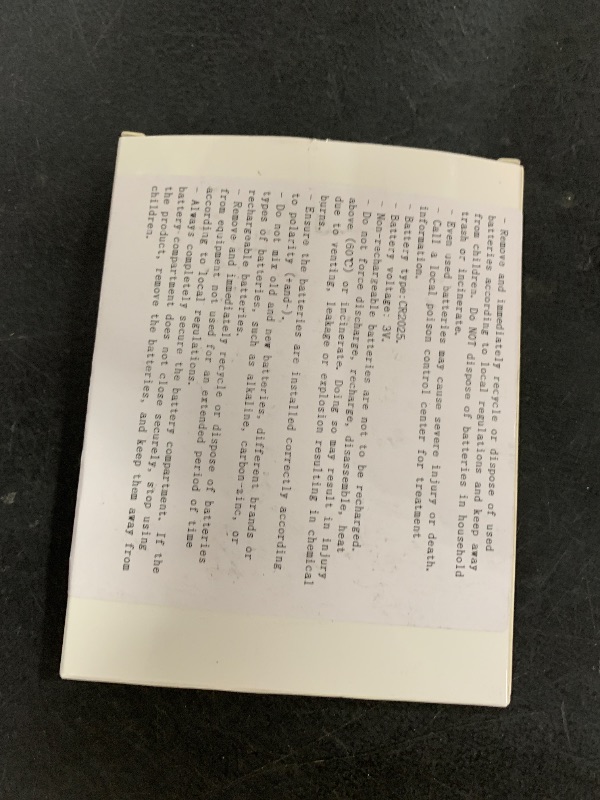 - Remove and immediately recycle or dispose of used
batteries according to local regulations and keep away
from children. Do NOT dispose of batteries in household
trash or incinerate.
- Even used batteries may cause severe injury or death.
- Call a local poison control center for treatment
information.
- Battery type:CR2025.
- Battery voltage: 3V.
- Non-rechargeable batteries are not to be recharged.
- Do not force discharge, recharge, disassemble, heat
above (60℃) or incinerate. Doing so may result in injury
due to venting, leakage or explosion resulting in chemical
burns.
- Ensure the batteries are installed correctly according
to polarity (+and-).
- Do not mix old and new batteries, different brands or
types of batteries, such as alkaline, carbon-zinc, or
rechargeable batteries.
- Remove and immediately recycle or dispose of batteries
from equipment not used for an extended period of time
according to local regulations.
- Always completely secure the battery compartment. If the
battery compartment does not close securely, stop using
the product, remove the batteries, and keep them away from
children.